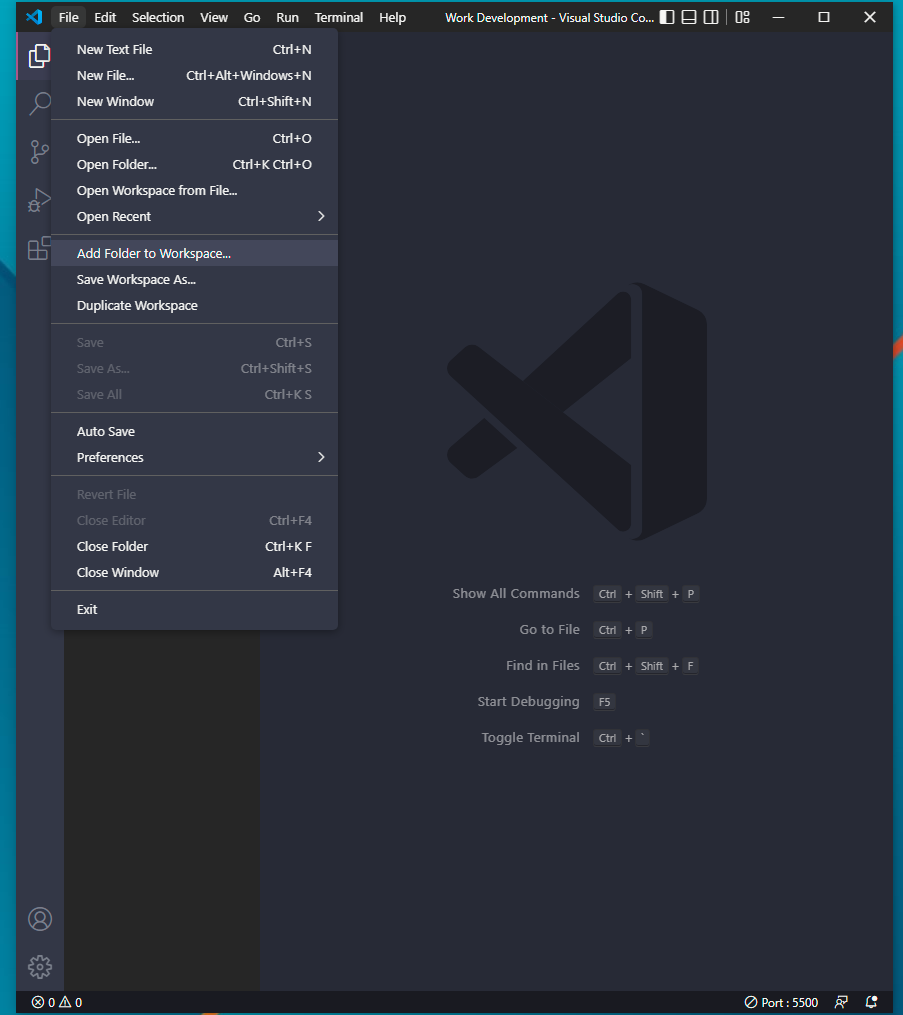 File Edit Selection View Go Run Terminal Help Work Development - Visual Studio Co...
New Text File Ctrl+N
New File... Ctrl+Alt+Windows+N
New Window Ctrl+Shift+N
Open File... Ctrl+O
Open Folder... Ctrl+K Ctrl+O
Open Workspace from File...
Open Recent
Add Folder to Workspace...
Save Workspace As...
Duplicate Workspace
Save Ctrl+S
Save As... Ctrl+Shift+S
Save All Ctrl+K S
Auto Save
Preferences
Revert File
Close Editor Ctrl+F4
Close Folder Ctrl+K F
Close Window Alt+F4
Exit
Show All Commands Ctrl + Shift + P
Go to File Ctrl + P
Find in Files Ctrl + Shift + F
Start Debugging F5
Toggle Terminal Ctrl + `
0 0 Port : 5500